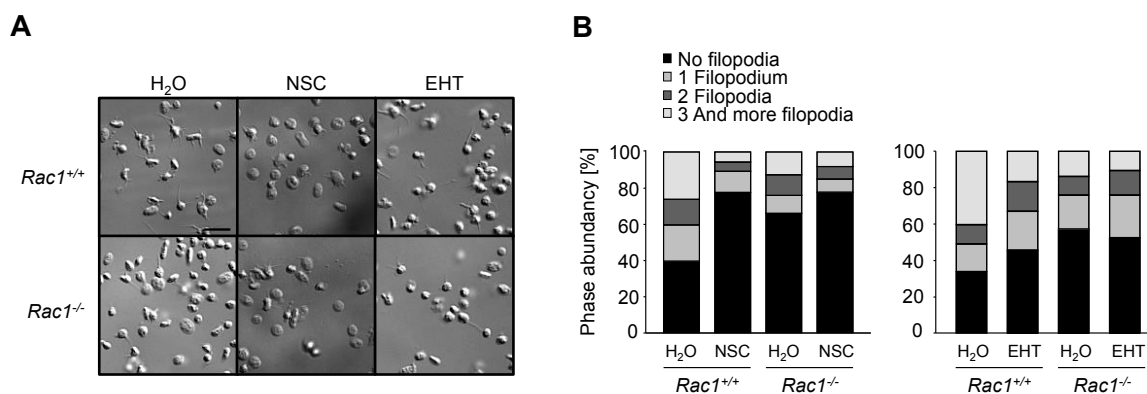 A
H₂O NSC EHT
Rac1+/+
Rac1-/-
B
No filopodia
1 Filopodium
2 Filopodia
3 And more filopodia
Phase abundancy [%]
100
80
60
40
20
0
H₂O NSC H₂O NSC
Rac1+/+ Rac1-/-
100
80
60
40
20
0
H₂O EHT H₂O EHT
Rac1+/+ Rac1-/-